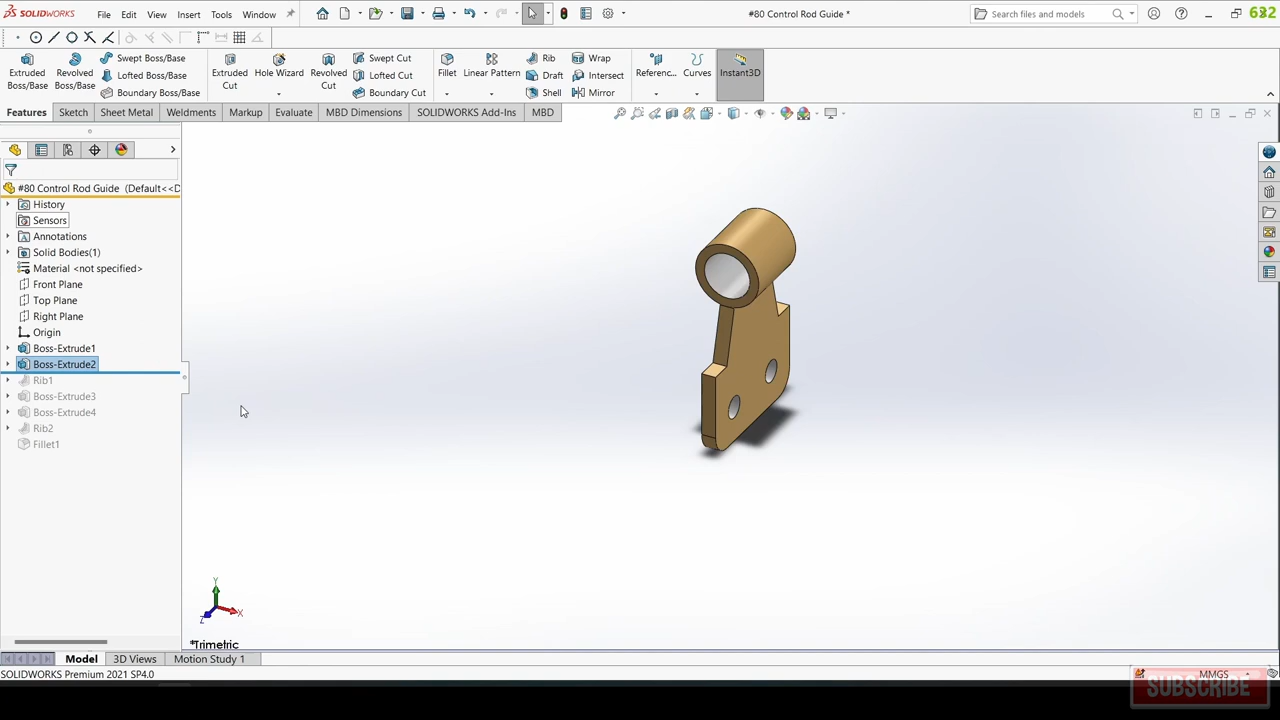 SOLIDWORKS File Edit View Insert Tools Window #80 Control Rod Guide * Search files and models 632
Extruded Boss/Base Revolved Boss/Base Swept Boss/Base Lofted Boss/Base Boundary Boss/Base Extruded Cut Hole Wizard Revolved Cut Swept Cut Lofted Cut Boundary Cut Fillet Linear Pattern Rib Draft Shell Wrap Intersect Mirror Referenc... Curves Instant3D
Features Sketch Sheet Metal Weldments Markup Evaluate MBD Dimensions SOLIDWORKS Add-Ins MBD
#80 Control Rod Guide (Default<<D
History
Sensors
Annotations
Solid Bodies(1)
Material <not specified>
Front Plane
Top Plane
Right Plane
Origin
Boss-Extrude1
Boss-Extrude2
Rib1
Boss-Extrude3
Boss-Extrude4
Rib2
Fillet1
Y
X
Z
*Trimetric
Model 3D Views Motion Study 1
SOLIDWORKS Premium 2021 SP4.0 MMGS
SUBSCRIBE